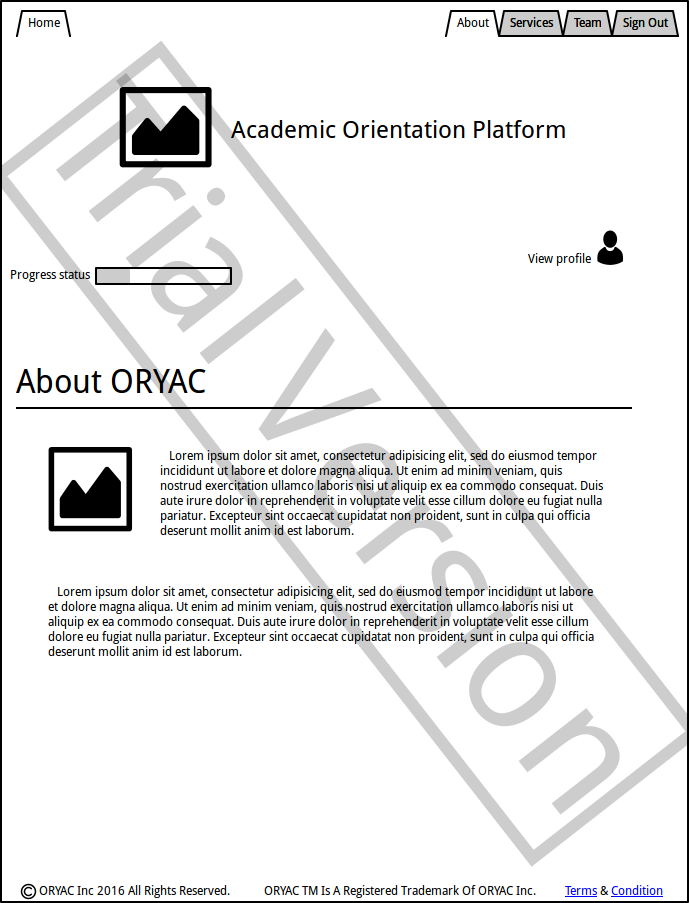 Home
About Services Team Sign Out
Academic Orientation Platform
View profile
Progress status
About ORYAC
Lorem ipsum dolor sit amet, consectetur adipisicing elit, sed do eiusmod tempor
incididunt ut labore et dolore magna aliqua. Ut enim ad minim veniam, quis
nostrud exercitation ullamco laboris nisi ut aliquip ex ea commodo consequat. Duis
aute irure dolor in reprehenderit in voluptate velit esse cillum dolore eu fugiat nulla
pariatur. Excepteur sint occaecat cupidatat non proident, sunt in culpa qui officia
deserunt mollit anim id est laborum.
Lorem ipsum dolor sit amet, consectetur adipisicing elit, sed do eiusmod tempor incididunt ut labore
et dolore magna aliqua. Ut enim ad minim veniam, quis nostrud exercitation ullamco laboris nisi ut
aliquip ex ea commodo consequat. Duis aute irure dolor in reprehenderit in voluptate velit esse cillum
dolore eu fugiat nulla pariatur. Excepteur sint occaecat cupidatat non proident, sunt in culpa qui officia
deserunt mollit anim id est laborum.
Trial Version
© ORYAC Inc 2016 All Rights Reserved. ORYAC TM Is A Registered Trademark Of ORYAC Inc. Terms & Condition